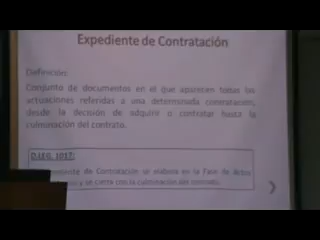 Expediente de Contratación
Definición:
Conjunto de documentos en el que aparecen todas las
actuaciones referidas a una determinada contratación,
desde la decisión de adquirir o contratar hasta la
culminación del contrato.
D.LEG. 1017:
de Contratación se elabora en la Fase de Actos
y se cierra con la culminación del contrato.